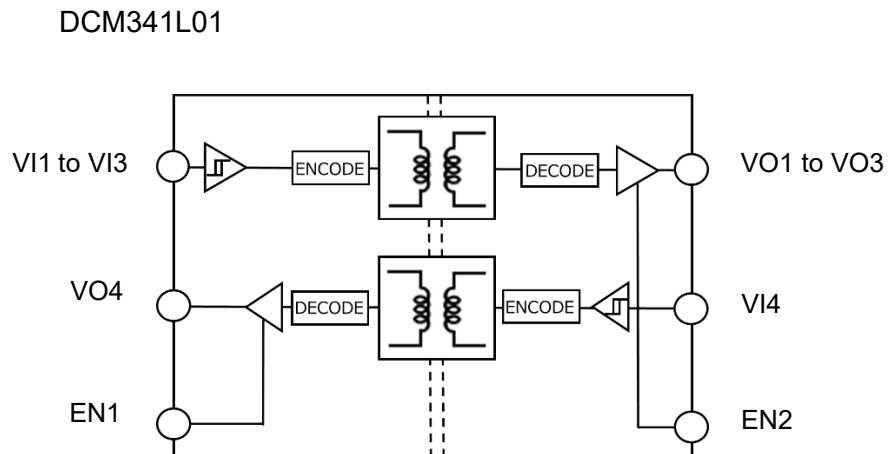 DCM341L01
VI1 to VI3
ENCODE
DECODE
VO1 to VO3
VO4
DECODE
ENCODE
VI4
EN1
EN2